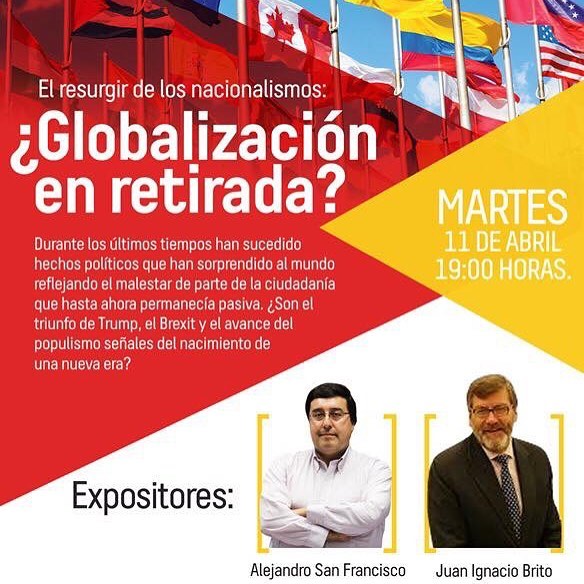 El resurgir de los nacionalismos:
¿Globalización
en retirada?
Durante los últimos tiempos han sucedido
hechos políticos que han sorprendido al mundo
reflejando el malestar de parte de la ciudadanía
que hasta ahora permanecía pasiva. ¿Son el
triunfo de Trump, el Brexit y el avance del
populismo señales del nacimiento de
una nueva era?
MARTES
11 DE ABRIL
19:00 HORAS.
Expositores:
Alejandro San Francisco
Juan Ignacio Brito